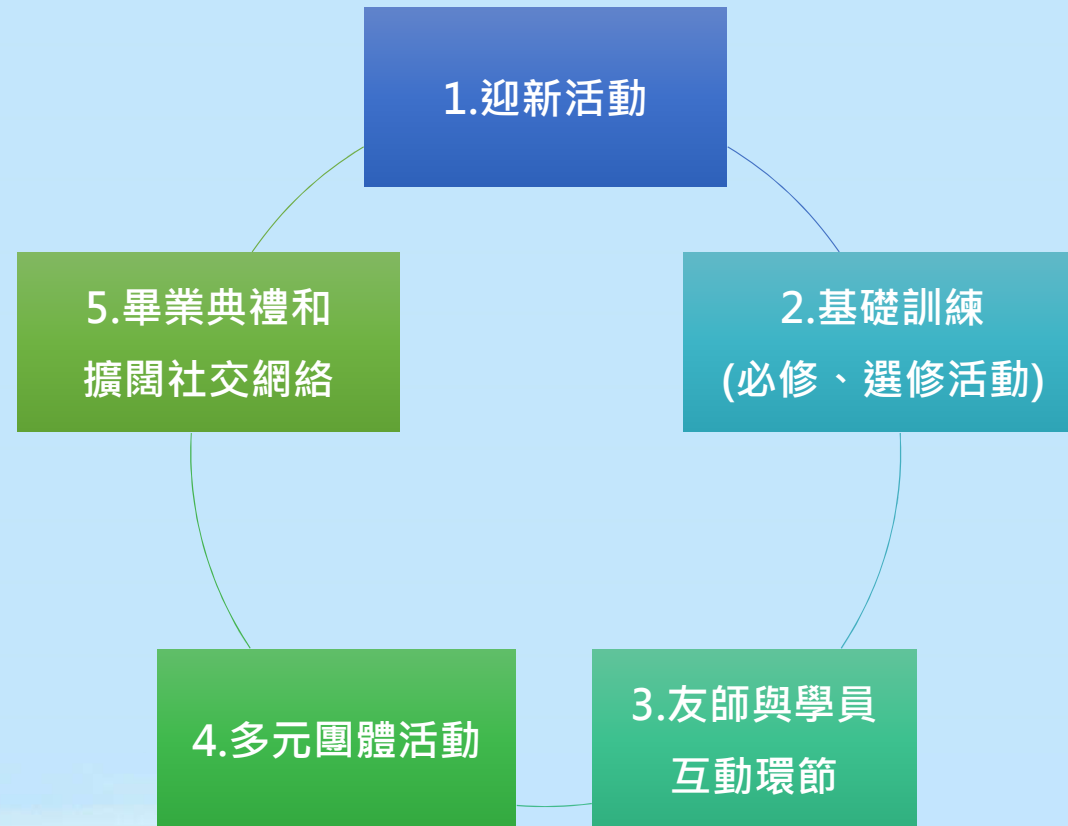 1.迎新活動
2.基礎訓練
(必修、選修活動)
3.友師與學員
互動環節
4.多元團體活動
5.畢業典禮和
擴闊社交網絡